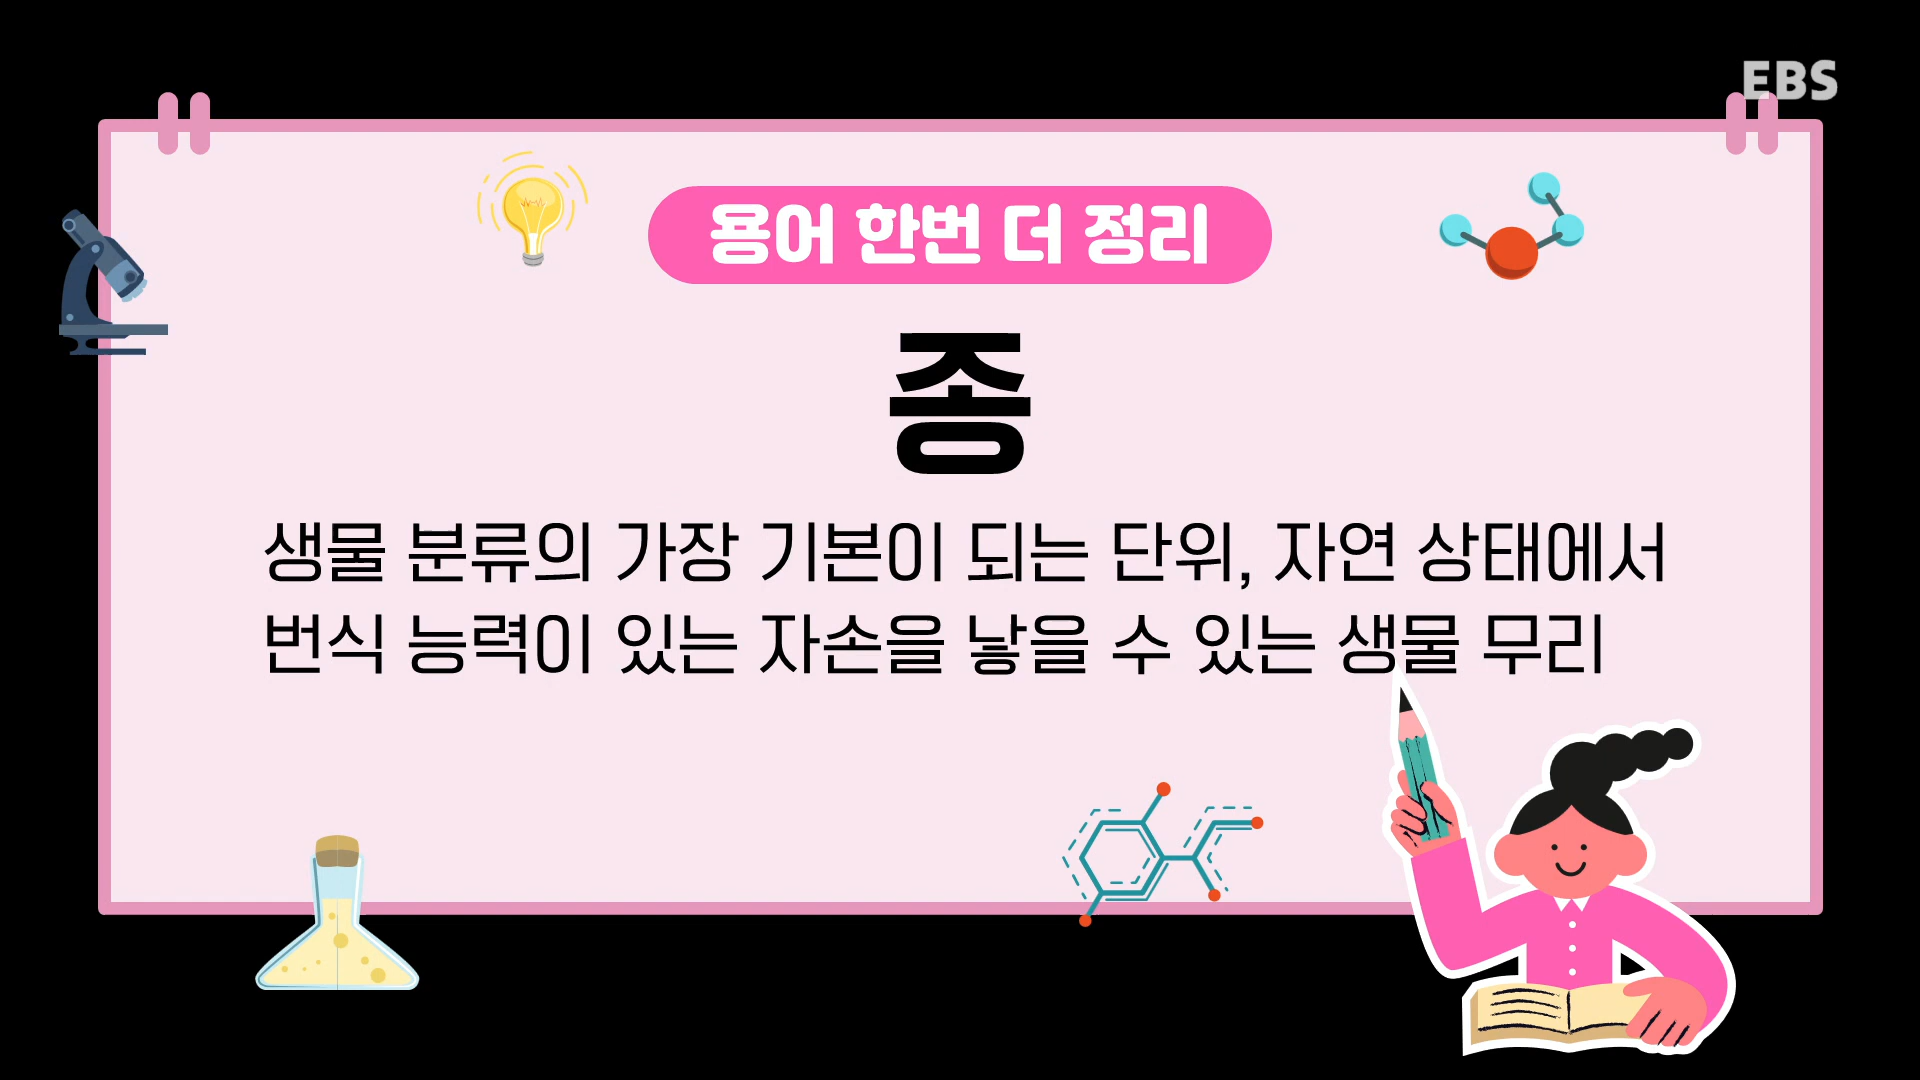 EBS
용어 한번 더 정리
종
생물 분류의 가장 기본이 되는 단위, 자연 상태에서
번식 능력이 있는 자손을 낳을 수 있는 생물 무리